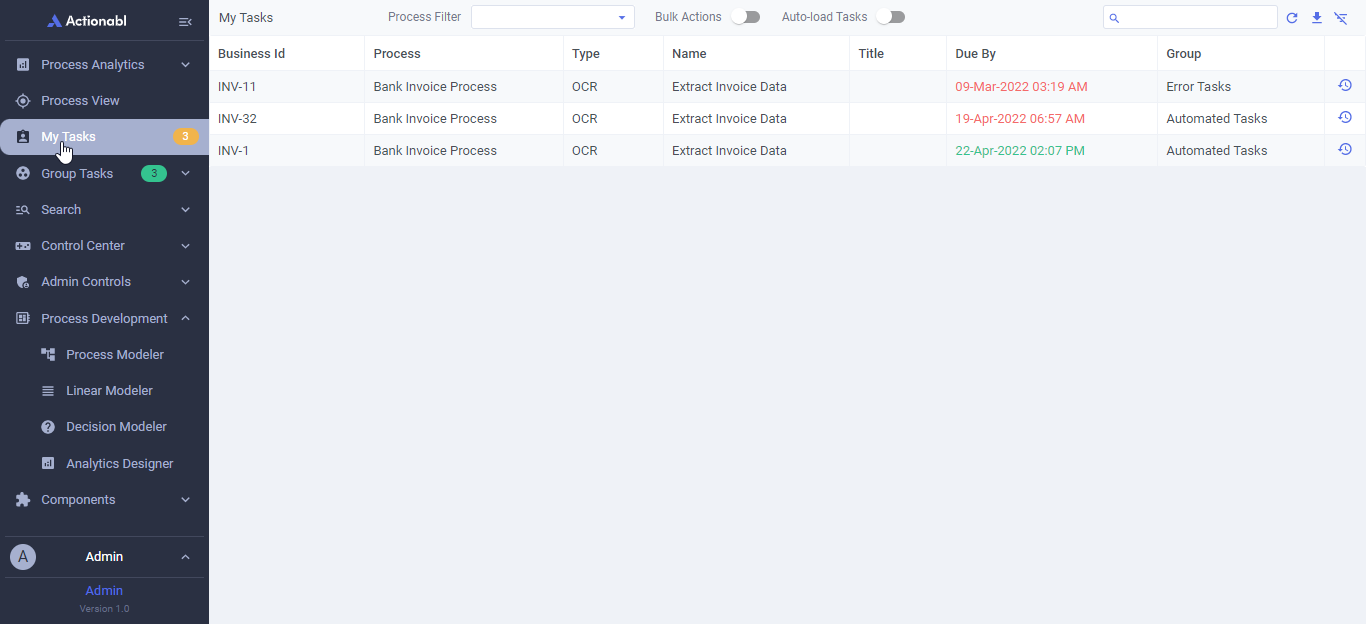 Actionabl
Process Analytics
Process View
My Tasks 3
Group Tasks 3
Search
Control Center
Admin Controls
Process Development
Process Modeler
Linear Modeler
Decision Modeler
Analytics Designer
Components
A Admin
Admin
Version 1.0
My Tasks Process Filter Bulk Actions Auto-load Tasks
Business Id Process Type Name Title Due By Group
INV-11 Bank Invoice Process OCR Extract Invoice Data 09-Mar-2022 03:19 AM Error Tasks
INV-32 Bank Invoice Process OCR Extract Invoice Data 19-Apr-2022 06:57 AM Automated Tasks
INV-1 Bank Invoice Process OCR Extract Invoice Data 22-Apr-2022 02:07 PM Automated Tasks